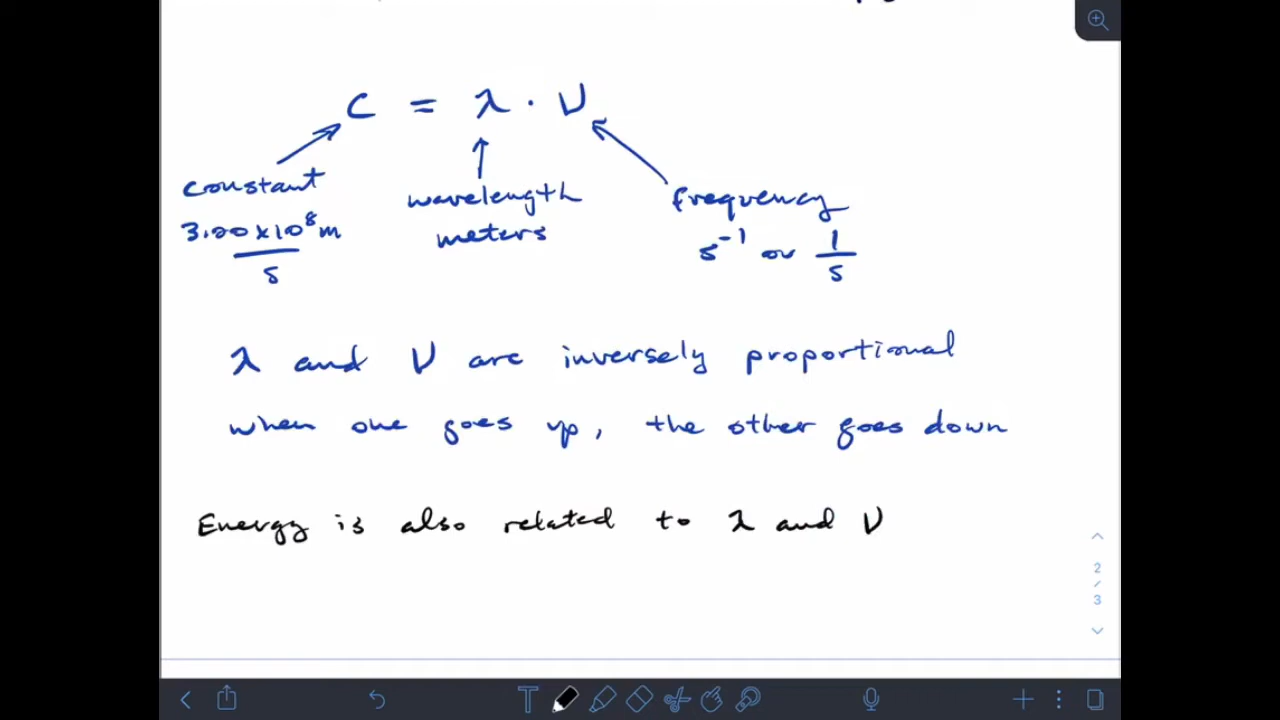 C = λ · ν
constant
3.00×10⁸ m
s
wavelength
meters
frequency
s⁻¹ or 1/s
λ and ν are inversely proportional
when one goes up, the other goes down
Energy is also related to λ and ν
2
/
3
T